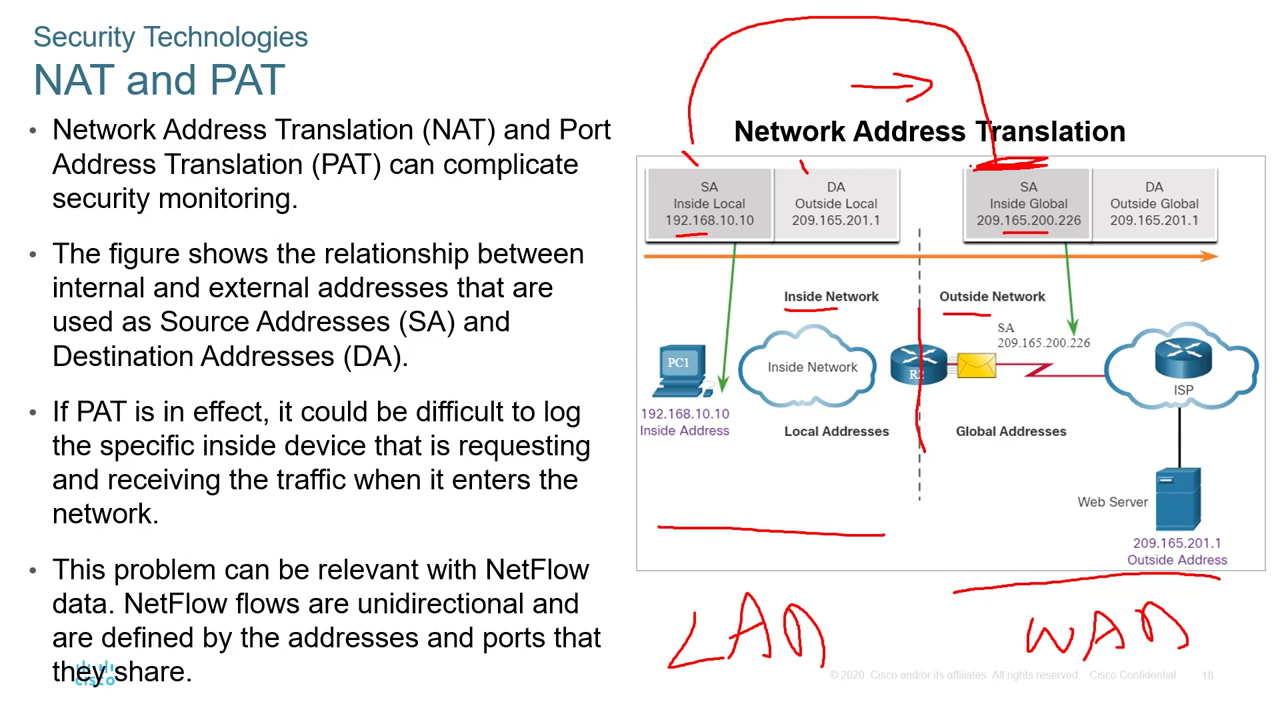 Security Technologies
NAT and PAT
• Network Address Translation (NAT) and Port
Address Translation (PAT) can complicate
security monitoring.
• The figure shows the relationship between
internal and external addresses that are
used as Source Addresses (SA) and
Destination Addresses (DA).
• If PAT is in effect, it could be difficult to log
the specific inside device that is requesting
and receiving the traffic when it enters the
network.
• This problem can be relevant with NetFlow
data. NetFlow flows are unidirectional and
are defined by the addresses and ports that
they share.
cisco
Network Address Translation
SA
Inside Local
192.168.10.10
DA
Outside Local
209.165.201.1
SA
Inside Global
209.165.200.226
DA
Outside Global
209.165.201.1
Inside Network
Outside Network
SA
209.165.200.226
PC1
Inside Network
R2
ISP
192.168.10.10
Inside Address
Local Addresses
Global Addresses
Web Server
209.165.201.1
Outside Address
LAN
WAN
© 2020 Cisco and/or its affiliates. All rights reserved. Cisco Confidential
18